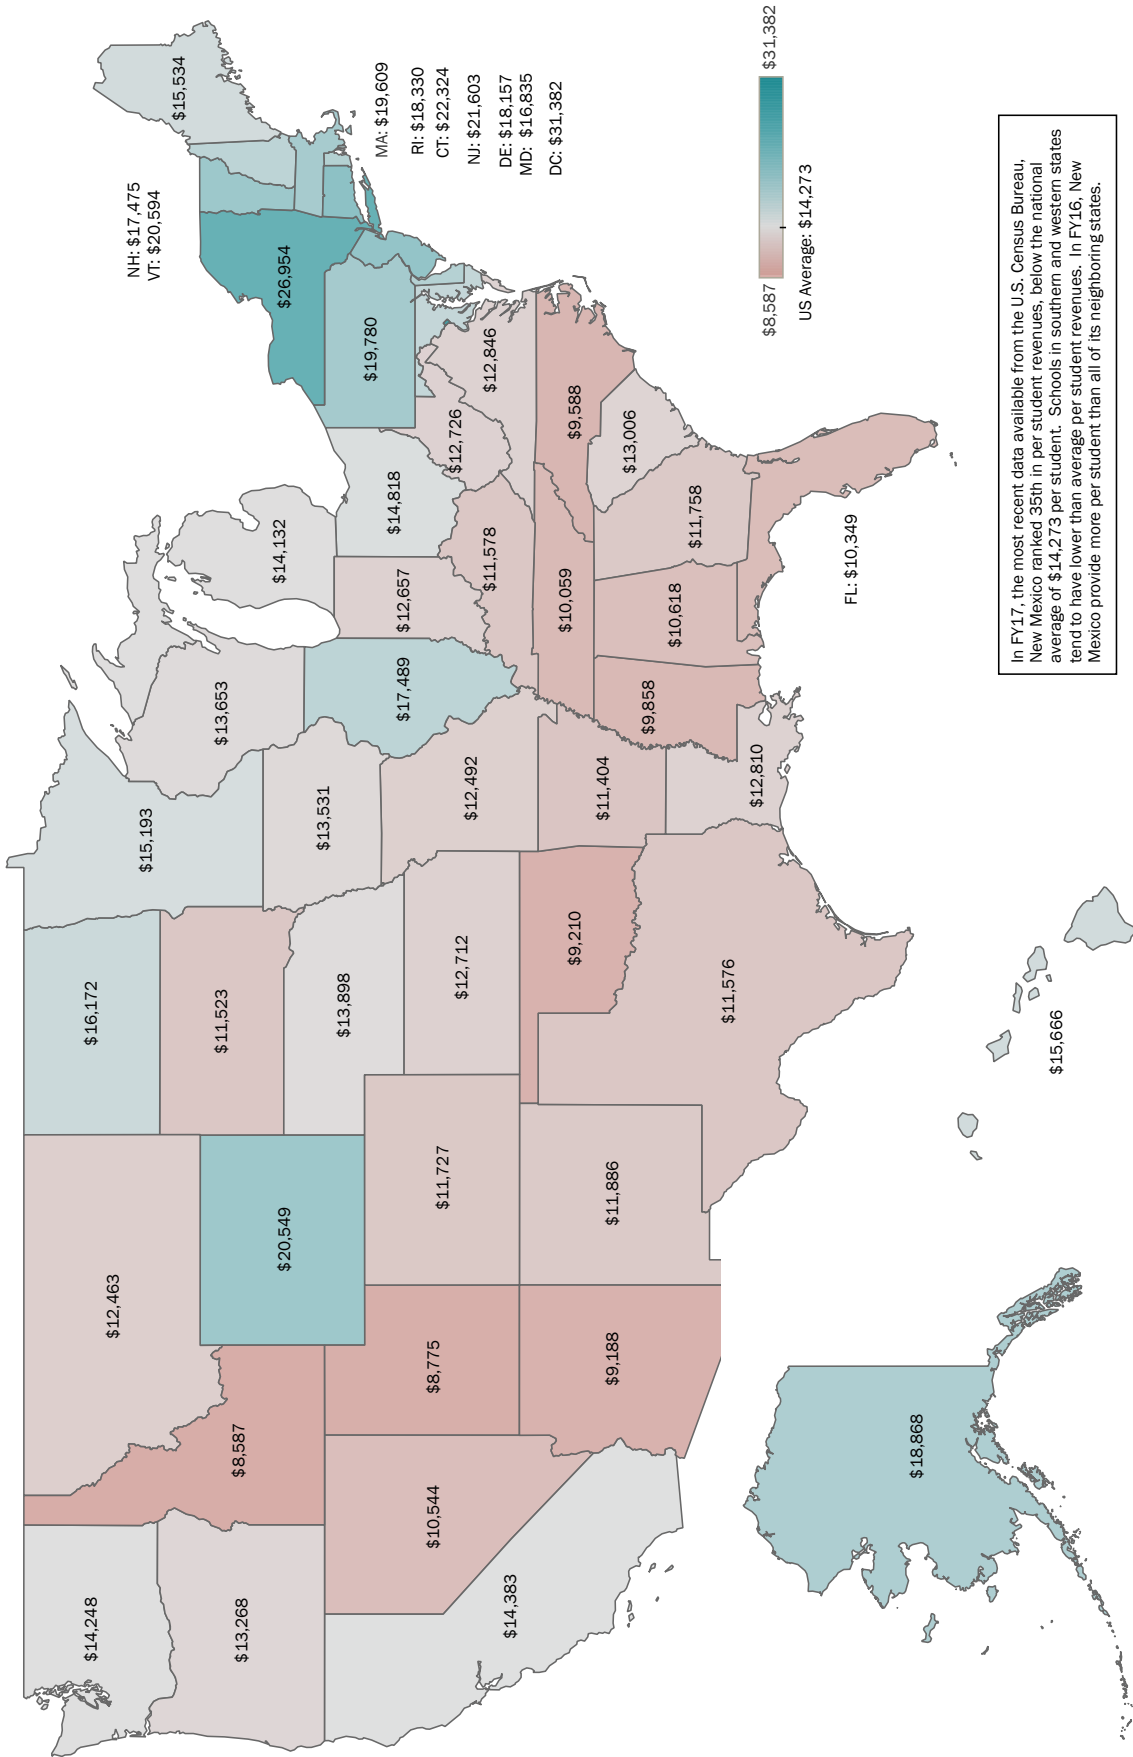 NH: $17,475
VT: $20,594
$15,534
$26,954
MA: $19,609
RI: $18,330
CT: $22,324
NJ: $21,603
DE: $18,157
MD: $16,835
DC: $31,382
$14,248
$12,463
$16,172
$15,193
$13,653
$14,132
$19,780
$13,268
$8,587
$20,549
$11,523
$13,531
$17,489
$12,657
$14,818
$12,726
$12,846
$13,898
$10,544
$8,775
$11,727
$12,712
$12,492
$11,578
$14,383
$9,188
$11,886
$9,210
$11,404
$10,059
$9,588
$13,006
$11,576
$12,810
$9,858
$10,618
$11,758
FL: $10,349
$18,868
$15,666
$8,587
$31,382
US Average: $14,273
In FY17, the most recent data available from the U.S. Census Bureau,
New Mexico ranked 35th in per student revenues, below the national
average of $14,273 per student. Schools in southern and western states
tend to have lower than average per student revenues. In FY16, New
Mexico provide more per student than all of its neighboring states.